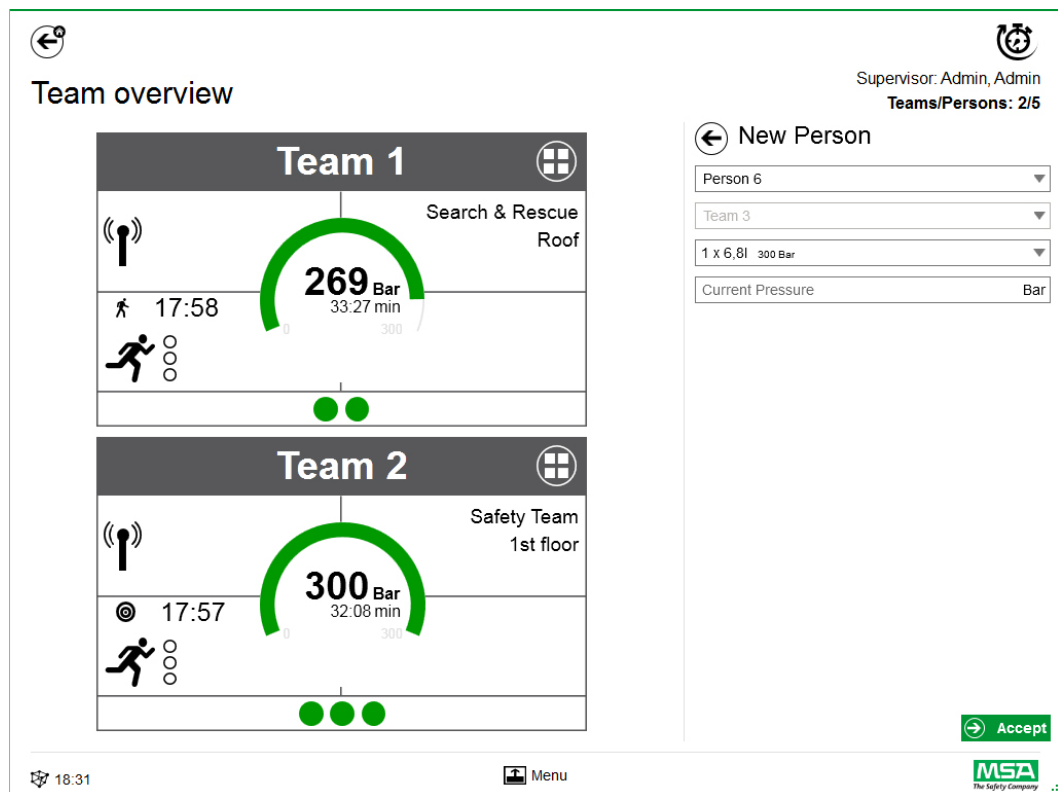 Supervisor: Admin, Admin
Team overview
Teams/Persons: 2/5
Team 1
Search & Rescue
Roof
269 Bar
33:27 min
0 300
17:58
Team 2
Safety Team
1st floor
300 Bar
32:08 min
0 300
17:57
New Person
Person 6
Team 3
1 x 6,8l 300 Bar
Current Pressure Bar
Accept
18:31
Menu
MSA
The Safety Company